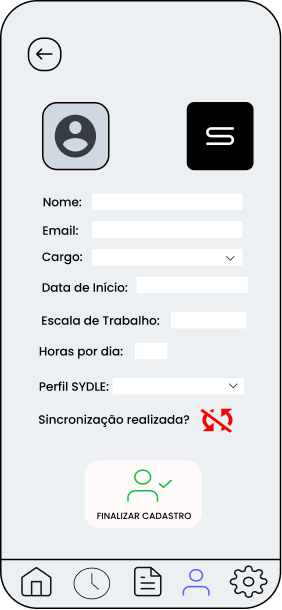 Nome:
Email:
Cargo:
Data de Início:
Escala de Trabalho:
Horas por dia:
Perfil SYDLE:
Sincronização realizada?
FINALIZAR CADASTRO